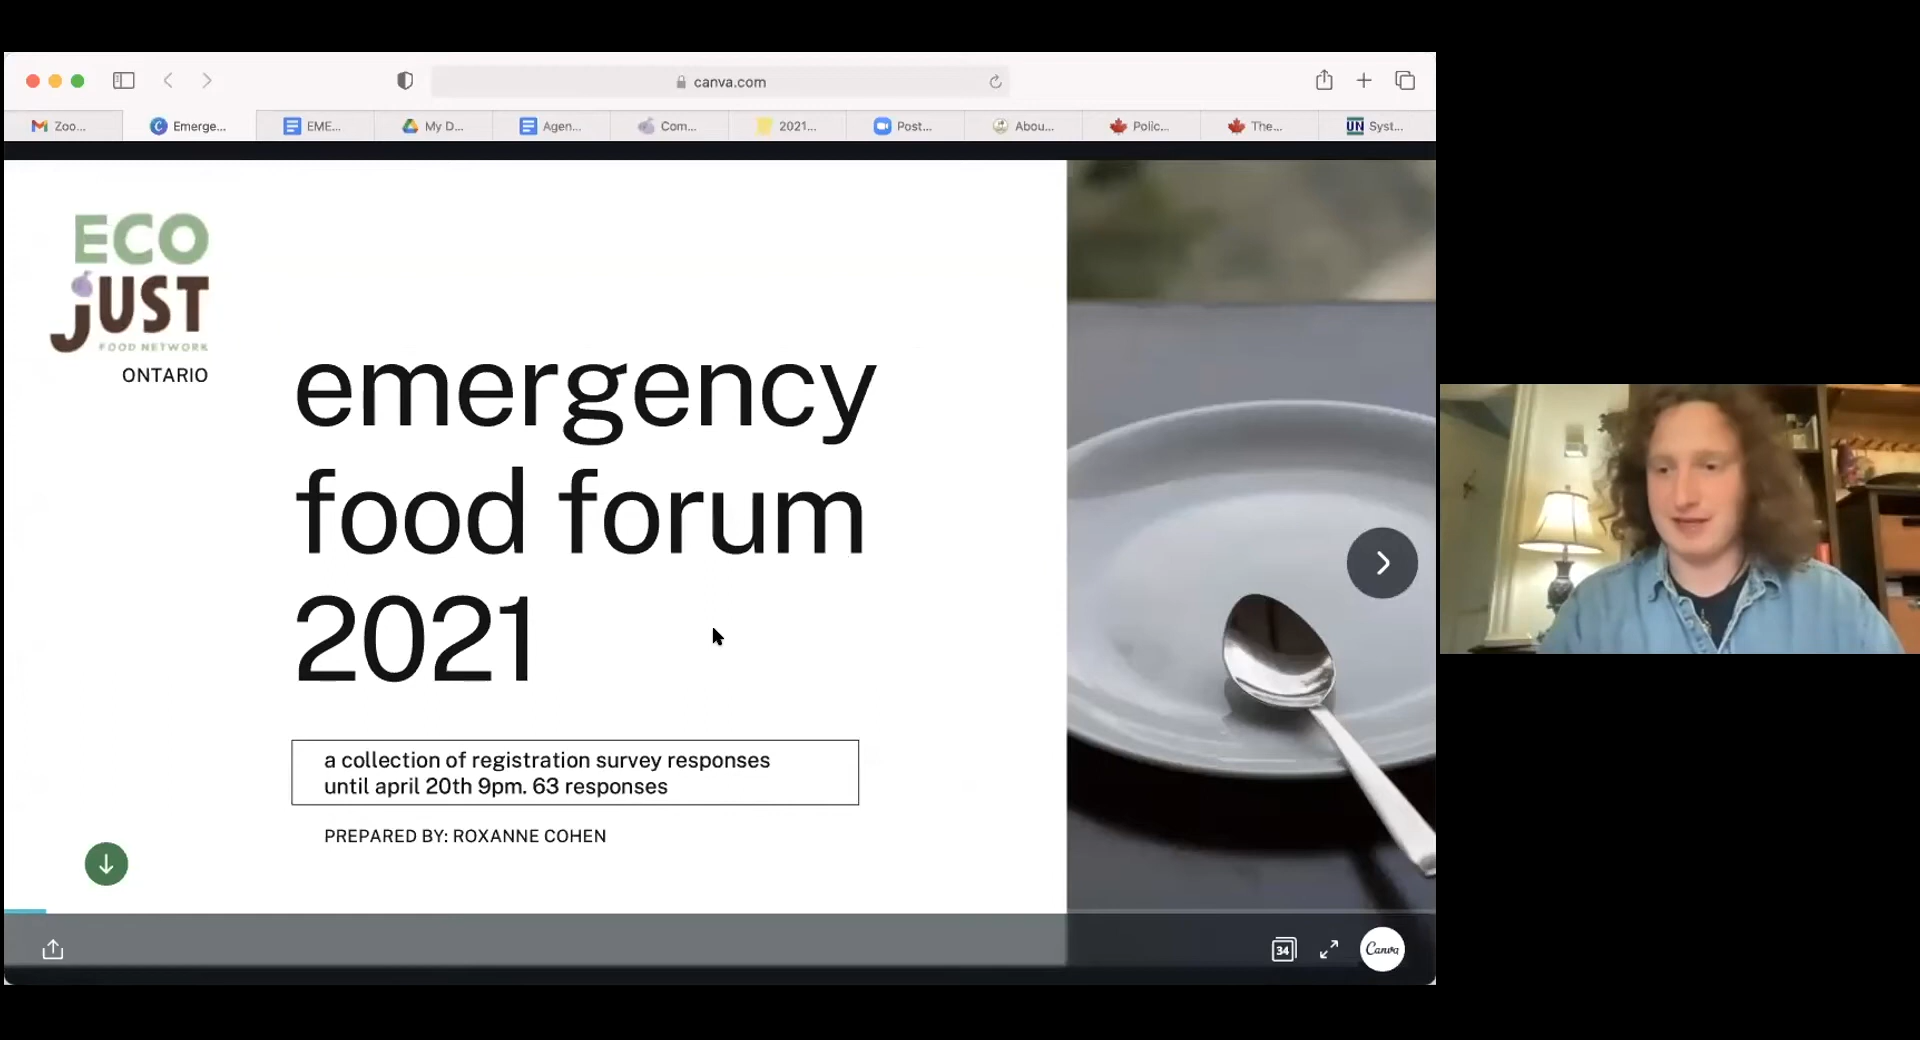 canva.com
Zoo...
Emerge...
EME...
My D...
Agen...
Com...
2021...
Post...
Abou...
Polic...
The...
UN Syst...
ECO
jUST
FOOD NETWORK
ONTARIO
emergency
food forum
2021
a collection of registration survey responses
until april 20th 9pm. 63 responses
PREPARED BY: ROXANNE COHEN
34
Canva